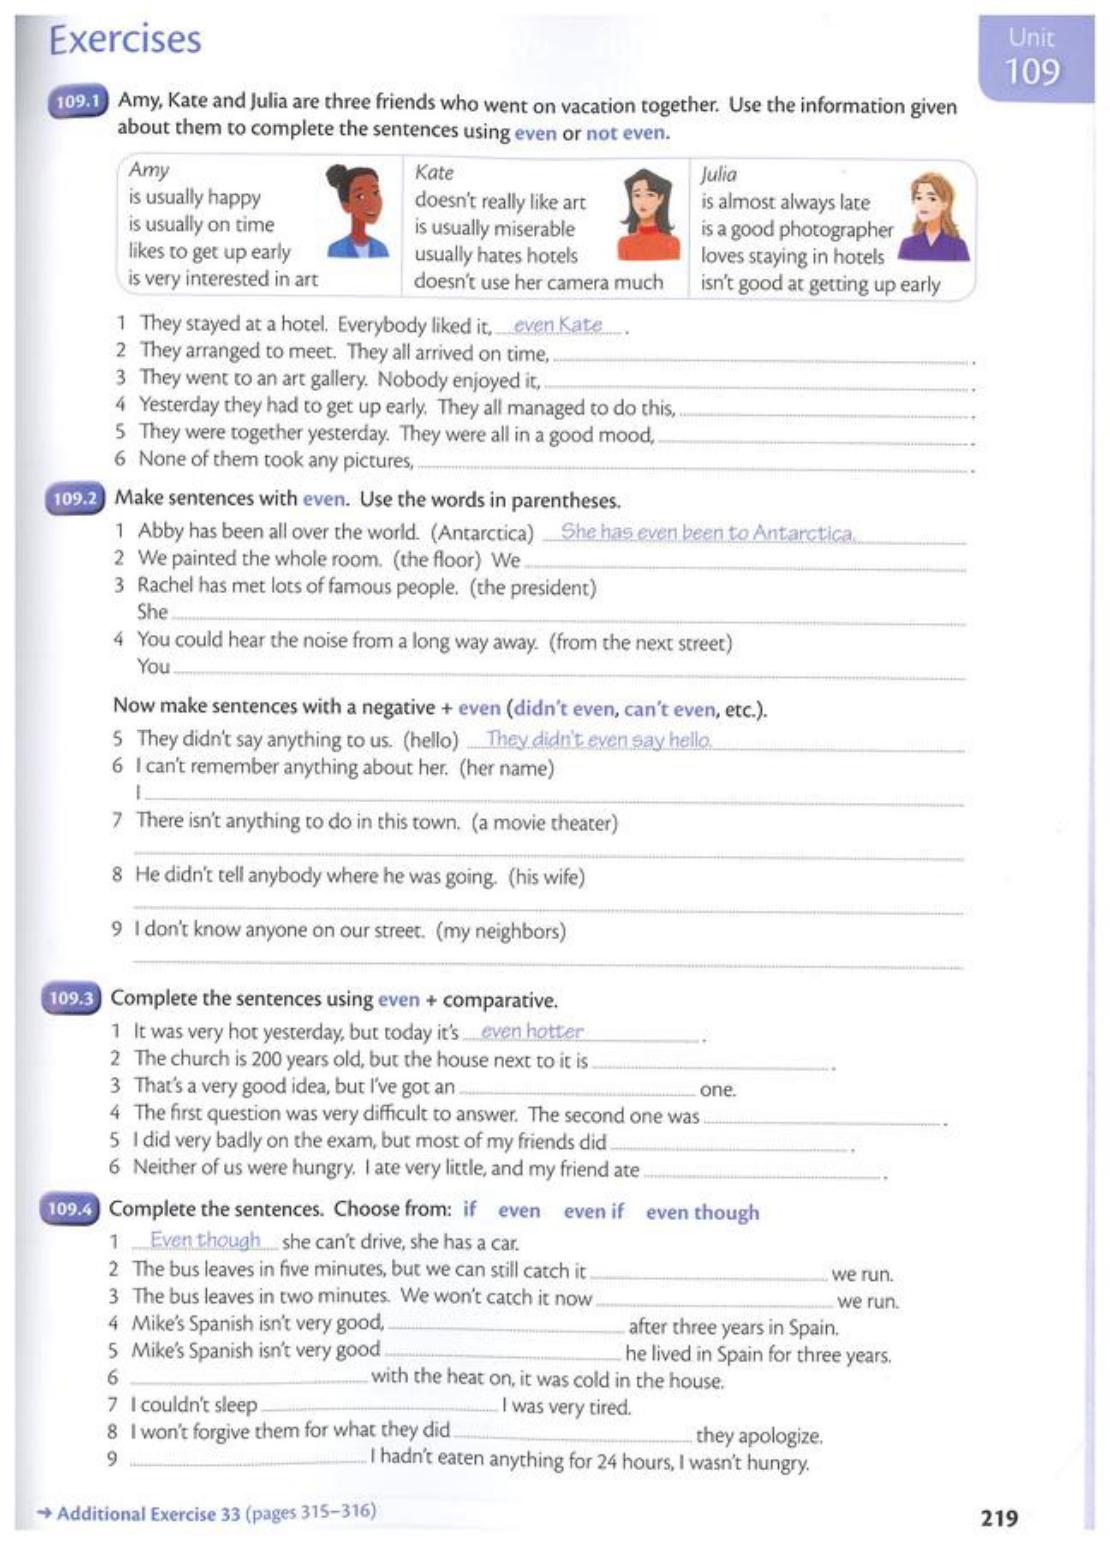 Exercises
Unit
109
109.1 Amy, Kate and Julia are three friends who went on vacation together. Use the information given
about them to complete the sentences using even or not even.
Amy
is usually happy
is usually on time
likes to get up early
is very interested in art
Kate
doesn't really like art
is usually miserable
usually hates hotels
doesn't use her camera much
Julia
is almost always late
is a good photographer
loves staying in hotels
isn't good at getting up early
1 They stayed at a hotel. Everybody liked it, even Kate .
2 They arranged to meet. They all arrived on time, .
3 They went to an art gallery. Nobody enjoyed it, .
4 Yesterday they had to get up early. They all managed to do this, .
5 They were together yesterday. They were all in a good mood, .
6 None of them took any pictures, .
109.2 Make sentences with even. Use the words in parentheses.
1 Abby has been all over the world. (Antarctica) She has even been to Antarctica.
2 We painted the whole room. (the floor) We
3 Rachel has met lots of famous people. (the president)
She
4 You could hear the noise from a long way away. (from the next street)
You
Now make sentences with a negative + even (didn't even, can't even, etc.).
5 They didn't say anything to us. (hello) They didn't even say hello.
6 I can't remember anything about her. (her name)
I
7 There isn't anything to do in this town. (a movie theater)
8 He didn't tell anybody where he was going. (his wife)
9 I don't know anyone on our street. (my neighbors)
109.3 Complete the sentences using even + comparative.
1 It was very hot yesterday, but today it's even hotter .
2 The church is 200 years old, but the house next to it is .
3 That's a very good idea, but I've got an one.
4 The first question was very difficult to answer. The second one was .
5 I did very badly on the exam, but most of my friends did .
6 Neither of us were hungry. I ate very little, and my friend ate .
109.4 Complete the sentences. Choose from: if even even if even though
1 Even though she can't drive, she has a car.
2 The bus leaves in five minutes, but we can still catch it we run.
3 The bus leaves in two minutes. We won't catch it now we run.
4 Mike's Spanish isn't very good, after three years in Spain.
5 Mike's Spanish isn't very good he lived in Spain for three years.
6 with the heat on, it was cold in the house.
7 I couldn't sleep I was very tired.
8 I won't forgive them for what they did they apologize.
9 I hadn't eaten anything for 24 hours, I wasn't hungry.
→ Additional Exercise 33 (pages 315–316)
219